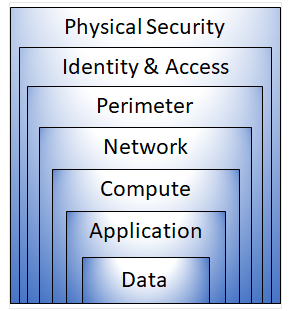 Physical Security
Identity & Access
Perimeter
Network
Compute
Application
Data